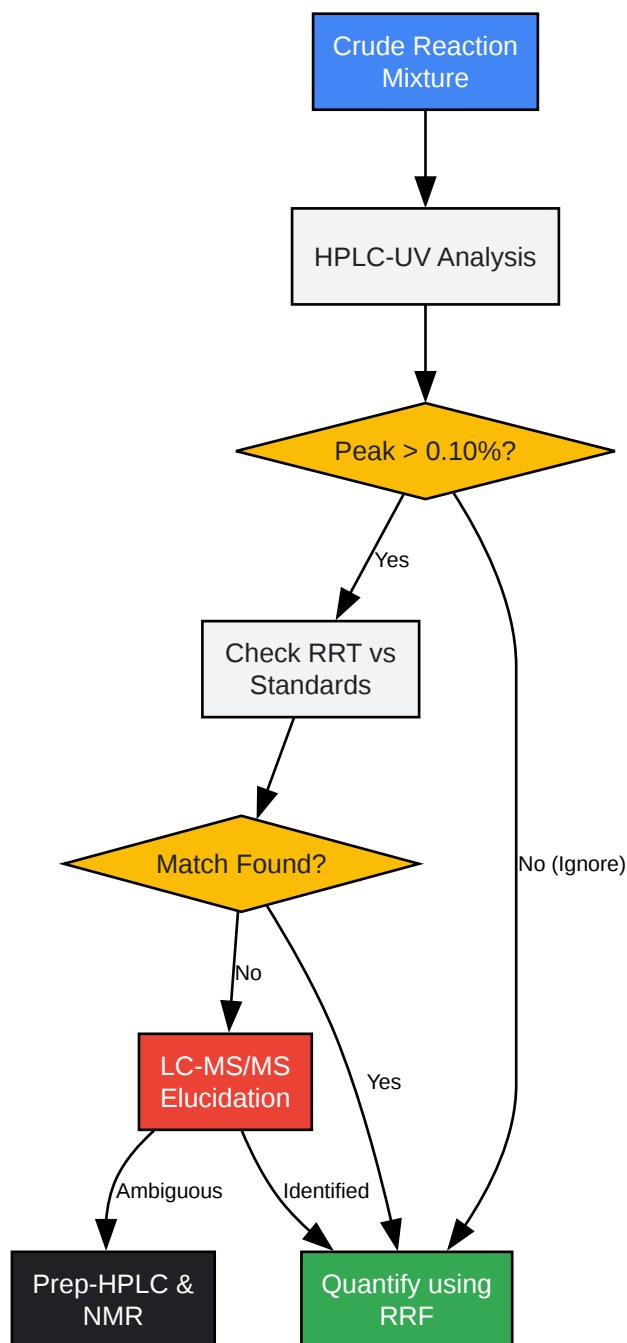 Crude Reaction
Mixture
HPLC-UV Analysis
Peak > 0.10%?
Yes
Check RRT vs
Standards
Match Found?
No (Ignore)
No
LC-MS/MS
Elucidation
Yes
Ambiguous
Identified
Prep-HPLC &
NMR
Quantify using
RRF